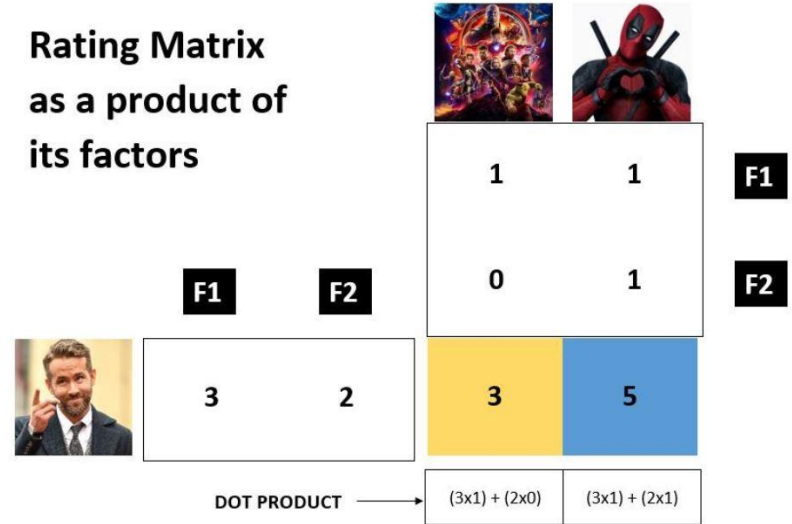 Rating Matrix
as a product of
its factors
1 1 F1
0 1 F2
F1 F2
3 2 3 5
DOT PRODUCT (3x1) + (2x0) (3x1) + (2x1)